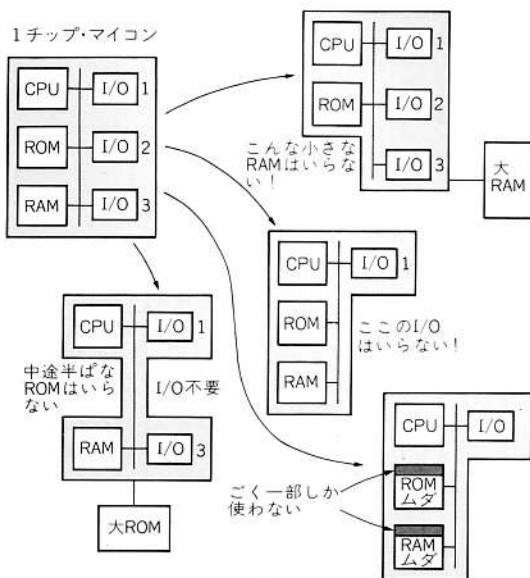 1チップ・マイコン
CPU
I/O 1
ROM
I/O 2
RAM
I/O 3
CPU
I/O 1
ROM
I/O 2
I/O 3
こんな小さな
RAMはいらな
い！
大
RAM
CPU
I/O 1
ROM
RAM
ここのI/O
はいらない！
CPU
I/O 1
中途半ぱな
ROMはいら
ない
I/O不要
RAM
I/O 3
大ROM
CPU
I/O
ROM
ムダ
RAM
ムダ
ごく一部しか
使わない